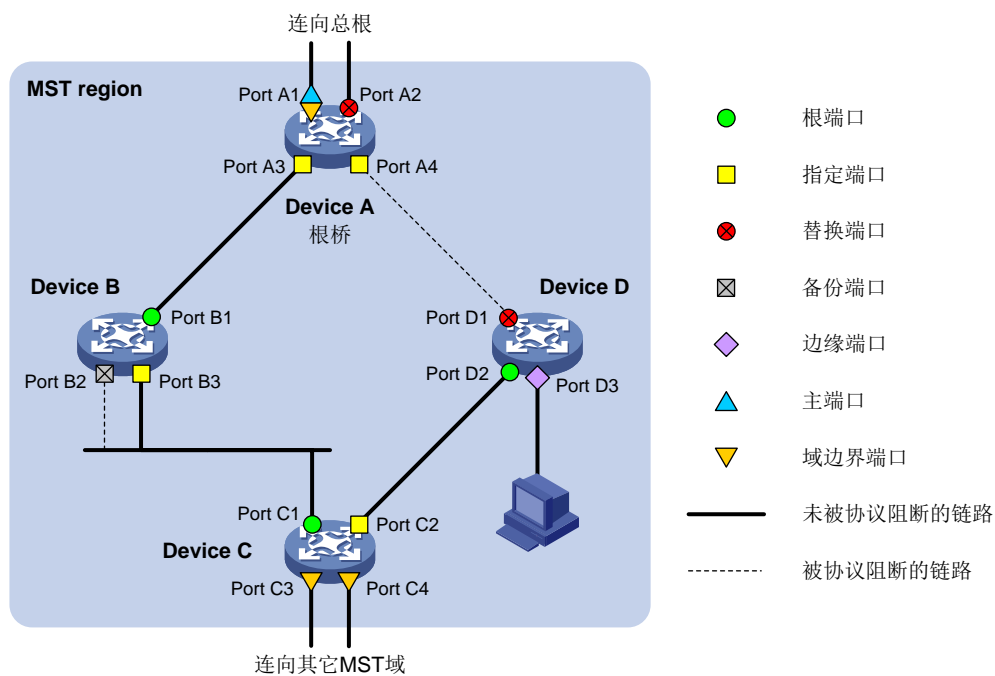 连向总根
MST region
Port A1
Port A2
Port A3
Port A4
Device A
根桥
Device B
Port B1
Port B2
Port B3
Device D
Port D1
Port D2
Port D3
Port C1
Port C2
Device C
Port C3
Port C4
连向其它MST域
根端口
指定端口
替换端口
备份端口
边缘端口
主端口
域边界端口
未被协议阻断的链路
被协议阻断的链路